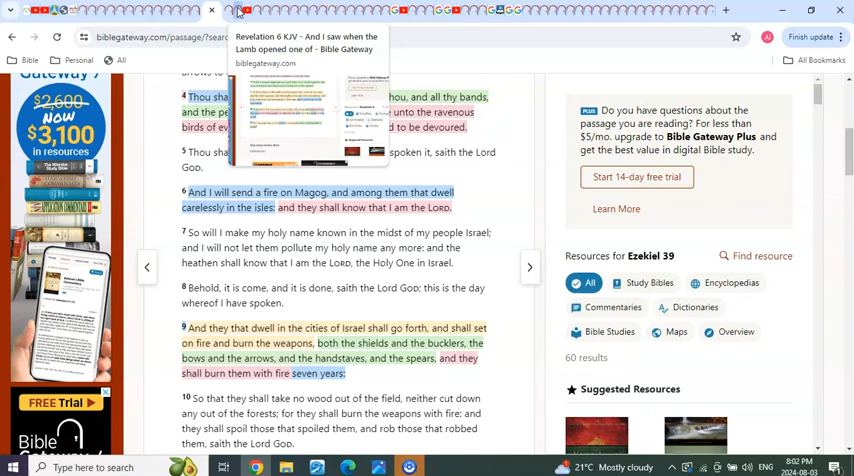 biblegateway.com/passage/?sear
AI
Finish update
Bible
Personal
All
All Bookmarks
Revelation 6 KJV - And I saw when the
Lamb opened one of - Bible Gateway
biblegateway.com
$2,600
NOW
$3,100
FREE Trial
Bible
4 Thou sha
hou, and all thy bands,
and the pe
unto the ravenous
birds of ev
d to be devoured.
5 Thou sha
spoken it, saith the Lord
GOD.
6 And I will send a fire on Magog, and among them that dwell
carelessly in the isles: and they shall know that I am the LORD.
7 So will I make my holy name known in the midst of my people Israel;
and I will not let them pollute my holy name any more: and the
heathen shall know that I am the LORD, the Holy One in Israel.
8 Behold, it is come, and it is done, saith the Lord GOD; this is the day
whereof I have spoken.
9 And they that dwell in the cities of Israel shall go forth, and shall set
on fire and burn the weapons, both the shields and the bucklers, the
bows and the arrows, and the handstaves, and the spears, and they
shall burn them with fire seven years:
10 So that they shall take no wood out of the field, neither cut down
any out of the forests; for they shall burn the weapons with fire: and
they shall spoil those that spoiled them, and rob those that robbed
them, saith the Lord GOD.
PLUS Do you have questions about the
passage you are reading? For less than
$5/mo. upgrade to Bible Gateway Plus and
get the best value in digital Bible study.
Start 14-day free trial
Learn More
Resources for Ezekiel 39
Find resource
All
Study Bibles
Encyclopedias
Commentaries
Dictionaries
Bible Studies
Maps
Overview
60 results
Suggested Resources
Type here to search
21°C Mostly cloudy
ENG
8:02 PM
2024-08-03